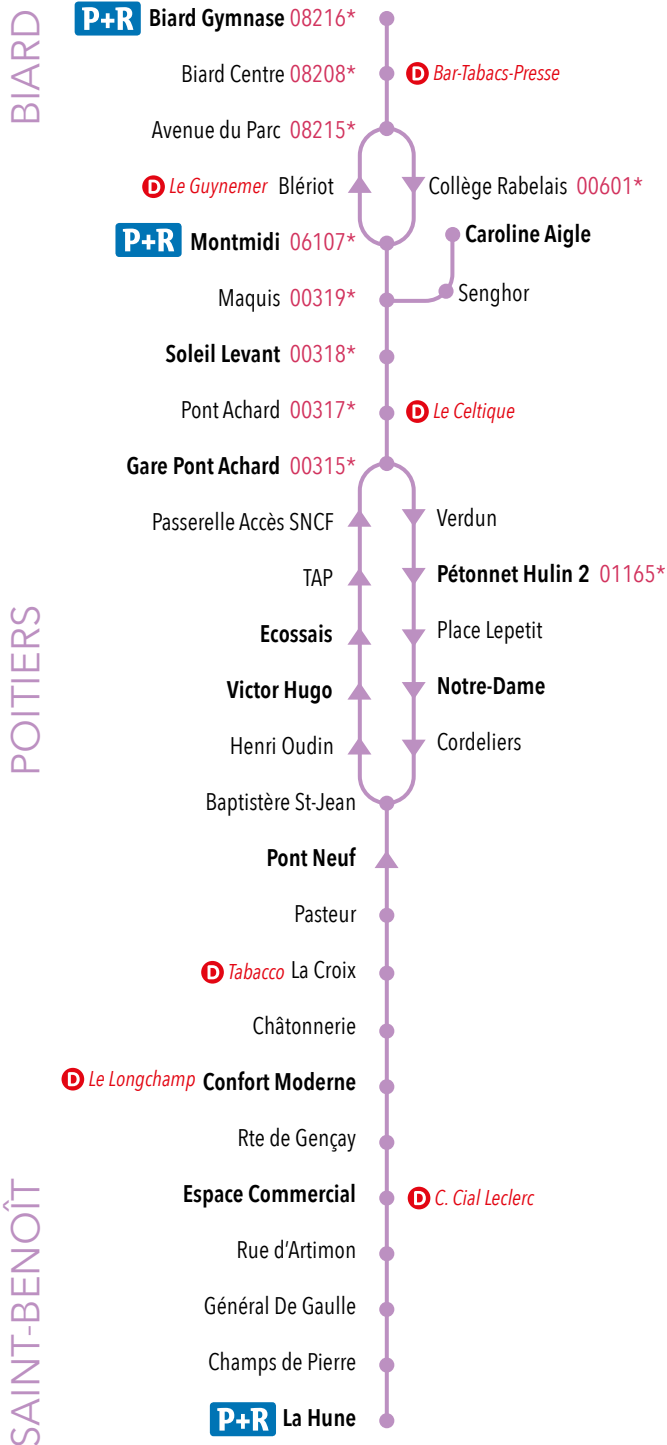 BIARD
P+R Biard Gymnase 08216*
Biard Centre 08208* D Bar-Tabacs-Presse
Avenue du Parc 08215*
D Le Guynemer Blériot Collège Rabelais 00601*
P+R Montmidi 06107* Caroline Aigle
Maquis 00319* Senghor
Soleil Levant 00318*
Pont Achard 00317* D Le Celtique
Gare Pont Achard 00315*
Passerelle Accès SNCF Verdun
TAP Pétonnet Hulin 2 01165*
POITIERS
Ecossais Place Lepetit
Victor Hugo Notre-Dame
Henri Oudin Cordeliers
Baptistère St-Jean
Pont Neuf
Pasteur
D Tabacco La Croix
Châtonnerie
D Le Longchamp Confort Moderne
Rte de Gençay
SAINT-BENOÎT
Espace Commercial D C. Cial Leclerc
Rue d'Artimon
Général De Gaulle
Champs de Pierre
P+R La Hune